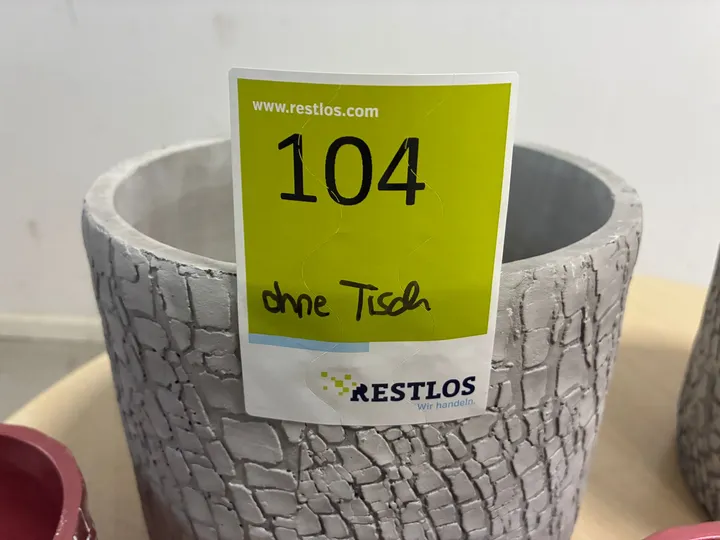 www.restlos.com
104
ohne Tisch
RESTLOS
Wir handeln.